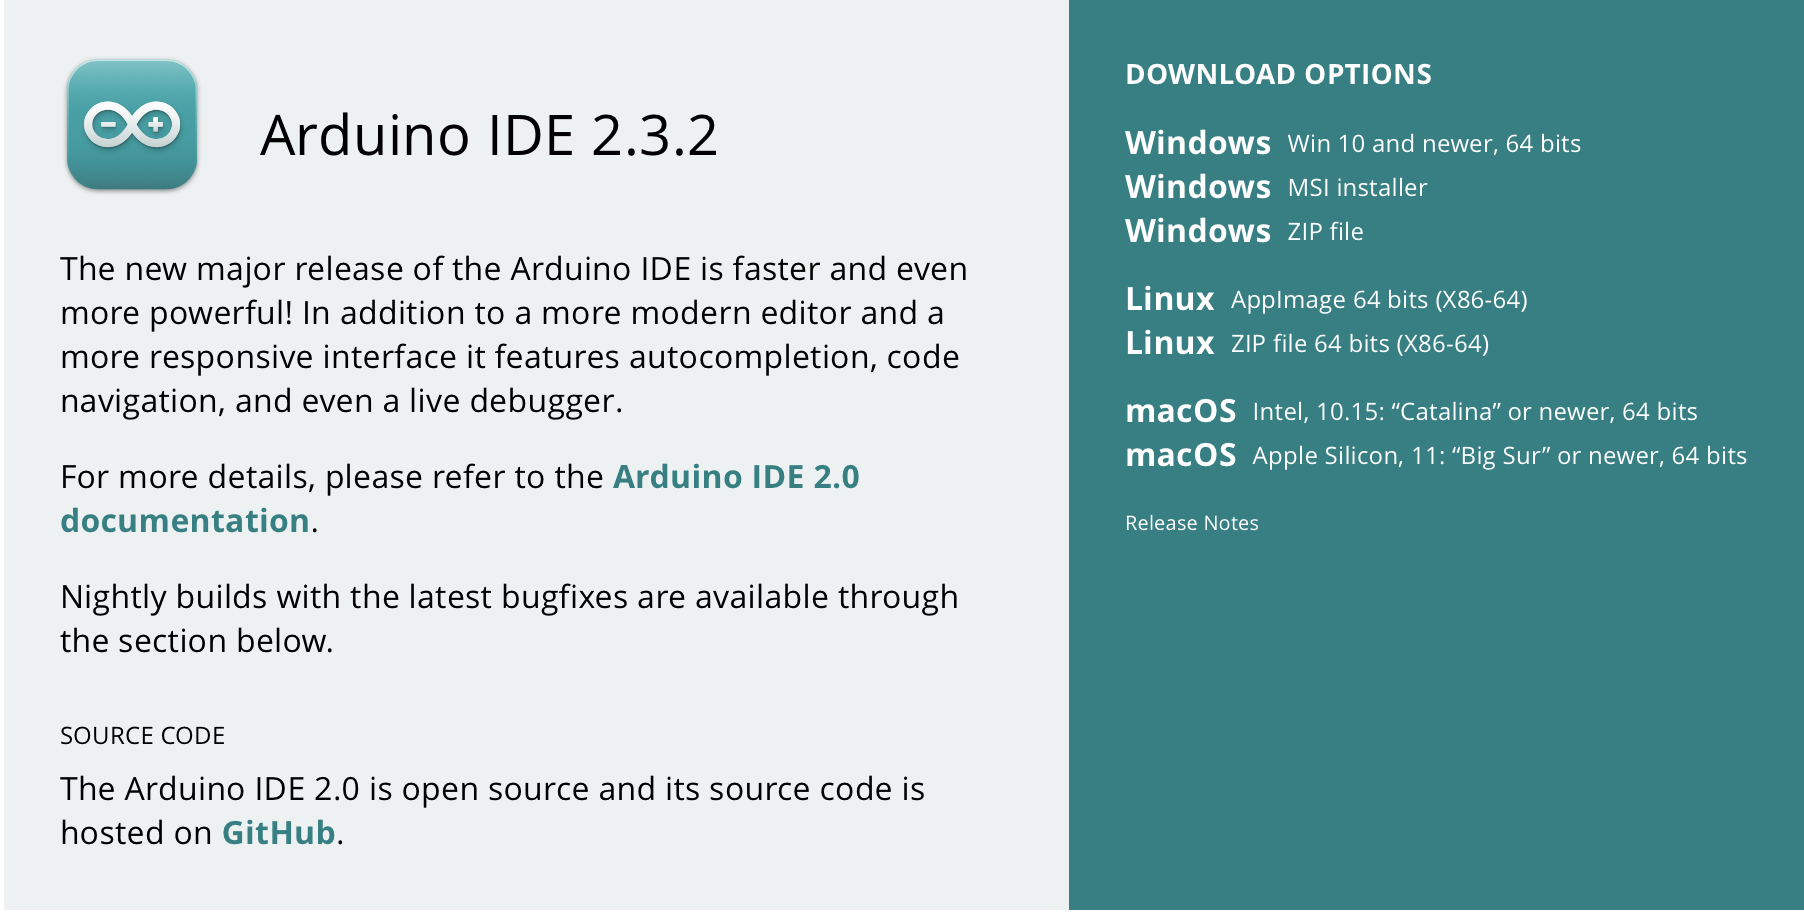 Arduino IDE 2.3.2
The new major release of the Arduino IDE is faster and even
more powerful! In addition to a more modern editor and a
more responsive interface it features autocompletion, code
navigation, and even a live debugger.
For more details, please refer to the Arduino IDE 2.0
documentation.
Nightly builds with the latest bugfixes are available through
the section below.
SOURCE CODE
The Arduino IDE 2.0 is open source and its source code is
hosted on GitHub.
DOWNLOAD OPTIONS
Windows Win 10 and newer, 64 bits
Windows MSI installer
Windows ZIP file
Linux AppImage 64 bits (X86-64)
Linux ZIP file 64 bits (X86-64)
macOS Intel, 10.15: “Catalina” or newer, 64 bits
macOS Apple Silicon, 11: “Big Sur” or newer, 64 bits
Release Notes